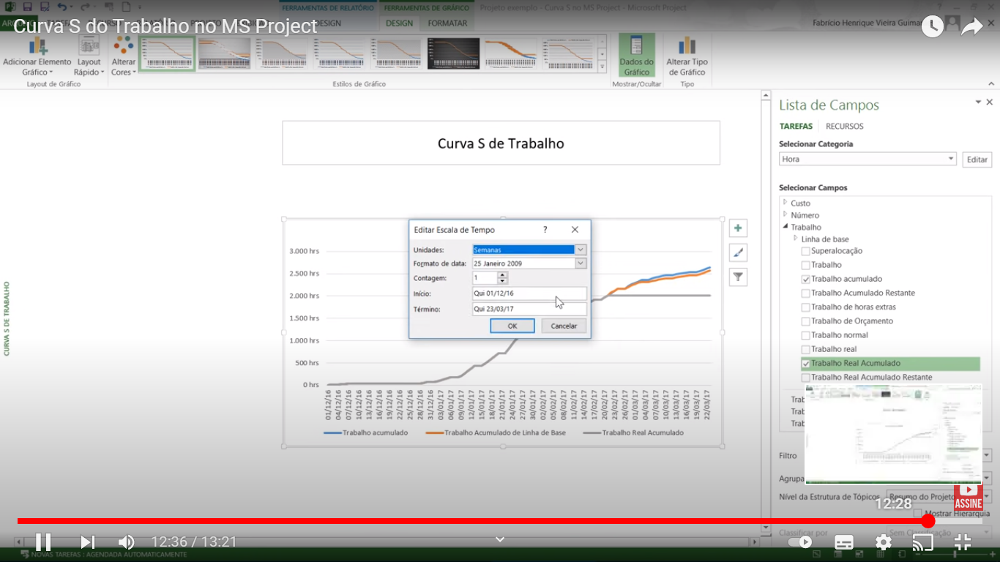 FERRAMENTAS DE RELATÓRIO
FERRAMENTAS DE GRÁFICO
Projeto exemplo - Curva S no MS Project - Microsoft Project
Curva S do Trabalho no MS Project
DESIGN
DESIGN
FORMATAR
Fabrício Henrique Vieira
Adicionar Elemento
Gráfico
Layout
Rápido
Alterar
Cores
Dados do
Gráfico
Alterar Tipo
de Gráfico
Layout de Gráfico
Estilos de Gráfico
Mostrar/Ocultar
Tipo
CURVA S DE TRABALHO
Curva S de Trabalho
3.000 hrs
2.500 hrs
2.000 hrs
1.500 hrs
1.000 hrs
500 hrs
0 hrs
01/12/16
04/12/16
07/12/16
10/12/16
13/12/16
16/12/16
19/12/16
22/12/16
25/12/16
28/12/16
31/12/16
03/01/17
06/01/17
09/01/17
12/01/17
15/01/17
18/01/17
21/01/17
24/01/17
27/01/17
30/01/17
02/02/17
05/02/17
08/02/17
11/02/17
14/02/17
17/02/17
20/02/17
23/02/17
26/02/17
01/03/17
04/03/17
07/03/17
10/03/17
13/03/17
16/03/17
19/03/17
22/03/17
Trabalho acumulado
Trabalho Acumulado de Linha de Base
Trabalho Real Acumulado
Editar Escala de Tempo
?
Unidades:
Semanas
Formato de data:
25 Janeiro 2009
Contagem:
1
Início:
Qui 01/12/16
Término:
Qui 23/03/17
OK
Cancelar
Lista de Campos
TAREFAS
RECURSOS
Selecionar Categoria
Hora
Editar
Selecionar Campos
Custo
Número
Trabalho
Linha de base
Superalocação
Trabalho
Trabalho acumulado
Trabalho Acumulado Restante
Trabalho de horas extras
Trabalho de Orçamento
Trabalho normal
Trabalho real
Trabalho Real Acumulado
Trabalho Real Acumulado Restante
Filtro
Nível da Estrutura de Tópicos
Resumo do Projeto
12:28
ASSINE
Mostrar Hierarquia
Classificar por
Sem Classificação
12:36 / 13:21
NOVAS TAREFAS : AGENDADA AUTOMATICAMENTE